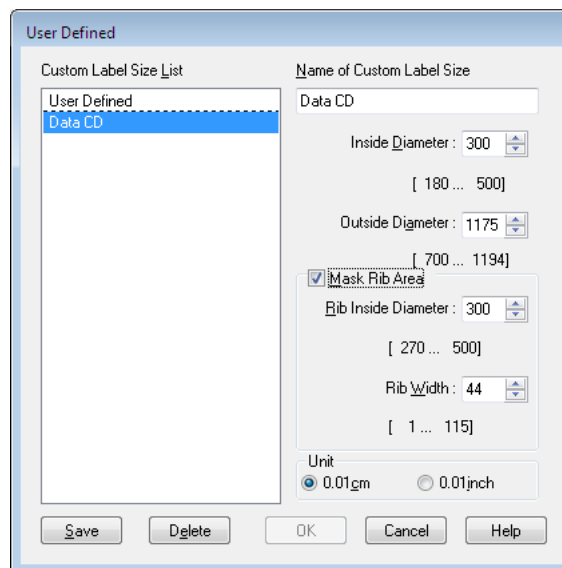 User Defined
Custom Label Size List
User Defined
Data CD
Name of Custom Label Size
Data CD
Inside Diameter : 300
[ 180 ... 500]
Outside Diameter : 1175
[ 700 ... 1194]
Mask Rib Area
Rib Inside Diameter : 300
[ 270 ... 500]
Rib Width : 44
[ 1 ... 115]
Unit
0.01cm 0.01inch
Save Delete OK Cancel Help